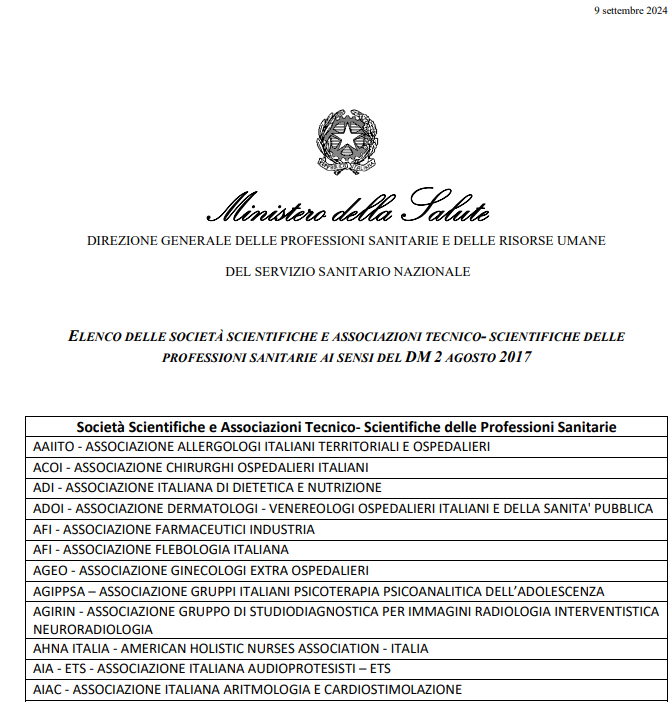 9 settembre 2024
Ministero della Salute
DIREZIONE GENERALE DELLE PROFESSIONI SANITARIE E DELLE RISORSE UMANE
DEL SERVIZIO SANITARIO NAZIONALE
ELENCO DELLE SOCIETÀ SCIENTIFICHE E ASSOCIAZIONI TECNICO- SCIENTIFICHE DELLE
PROFESSIONI SANITARIE AI SENSI DEL DM 2 AGOSTO 2017
Società Scientifiche e Associazioni Tecnico- Scientifiche delle Professioni Sanitarie
AAIITO - ASSOCIAZIONE ALLERGOLOGI ITALIANI TERRITORIALI E OSPEDALIERI
ACOI - ASSOCIAZIONE CHIRURGHI OSPEDALIERI ITALIANI
ADI - ASSOCIAZIONE ITALIANA DI DIETETICA E NUTRIZIONE
ADOI - ASSOCIAZIONE DERMATOLOGI - VENEREOLOGI OSPEDALIERI ITALIANI E DELLA SANITA' PUBBLICA
AFI - ASSOCIAZIONE FARMACEUTICI INDUSTRIA
AFI - ASSOCIAZIONE FLEBOLOGIA ITALIANA
AGEO - ASSOCIAZIONE GINECOLOGI EXTRA OSPEDALIERI
AGIPPSA – ASSOCIAZIONE GRUPPI ITALIANI PSICOTERAPIA PSICOANALITICA DELL’ADOLESCENZA
AGIRIN - ASSOCIAZIONE GRUPPO DI STUDIODIAGNOSTICA PER IMMAGINI RADIOLOGIA INTERVENTISTICA
NEURORADIOLOGIA
AHNA ITALIA - AMERICAN HOLISTIC NURSES ASSOCIATION - ITALIA
AIA - ETS - ASSOCIAZIONE ITALIANA AUDIOPROTESISTI – ETS
AIAC - ASSOCIAZIONE ITALIANA ARITMOLOGIA E CARDIOSTIMOLAZIONE